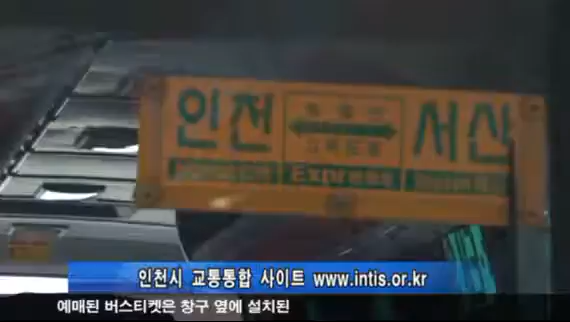 인천 서산
Express
인천시 교통통합 사이트 www.intis.or.kr
예매된 버스티켓은 창구 옆에 설치된